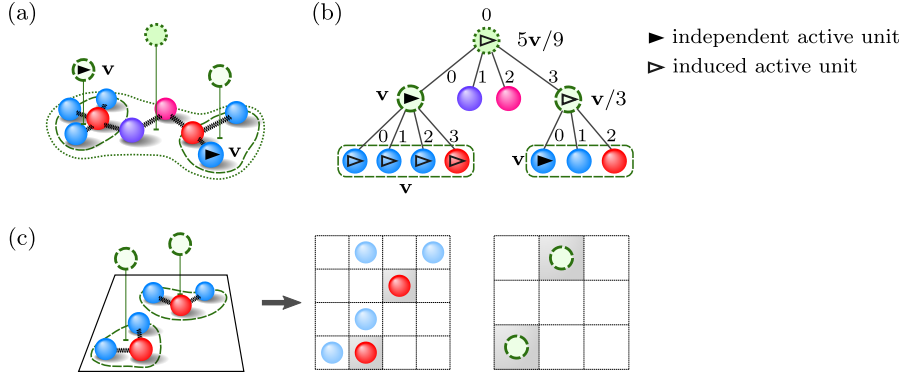 (a)
v
v
(b)
0
5v/9
0
1
2
3
v
v/3
0
1
2
3
0
1
2
v
v
independent active unit
induced active unit
(c)